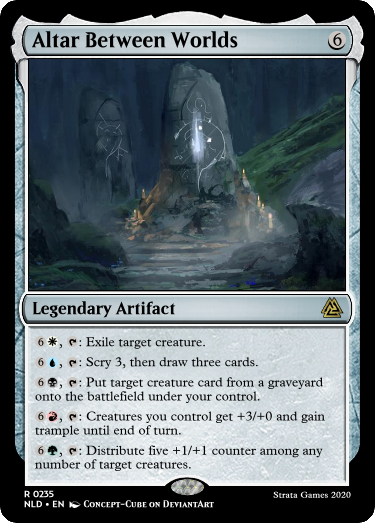 Altar Between Worlds 6
Legendary Artifact
6, : Exile target creature.
6, : Scry 3, then draw three cards.
6, : Put target creature card from a graveyard
onto the battlefield under your control.
6, : Creatures you control get +3/+0 and gain
trample until end of turn.
6, : Distribute five +1/+1 counter among any
number of target creatures.
R 0235
NLD • EN Concept-Cube on DeviantArt
Strata Games 2020